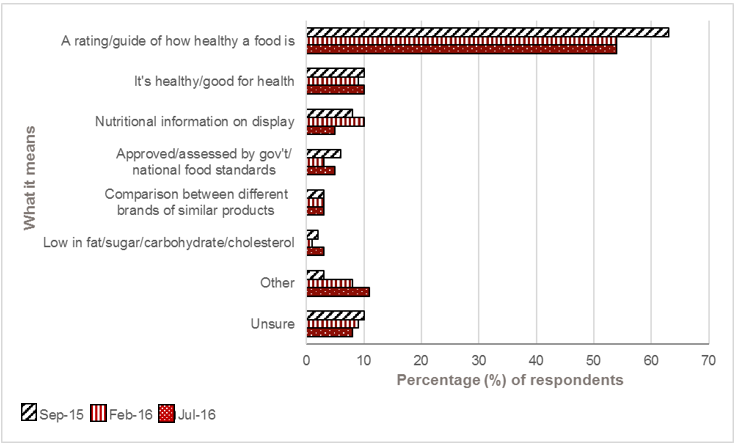 A rating/guide of how healthy a food is
It's healthy/good for health
Nutritional information on display
Approved/assessed by gov't/
national food standards
Comparison between different
brands of similar products
Low in fat/sugar/carbohydrate/cholesterol
Other
Unsure
What it means
0 10 20 30 40 50 60 70
Percentage (%) of respondents
Sep-15 Feb-16 Jul-16